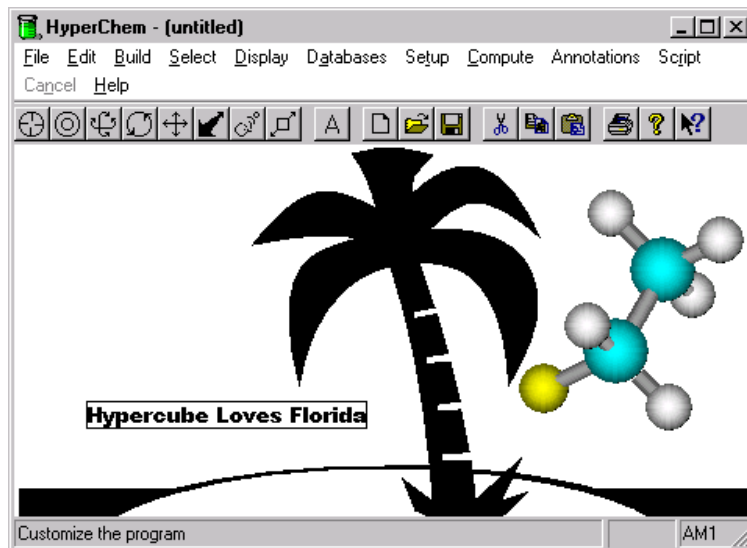 HyperChem - (untitled)
File Edit Build Select Display Databases Setup Compute Annotations Script
Cancel Help
A
Hypercube Loves Florida
Customize the program AM1